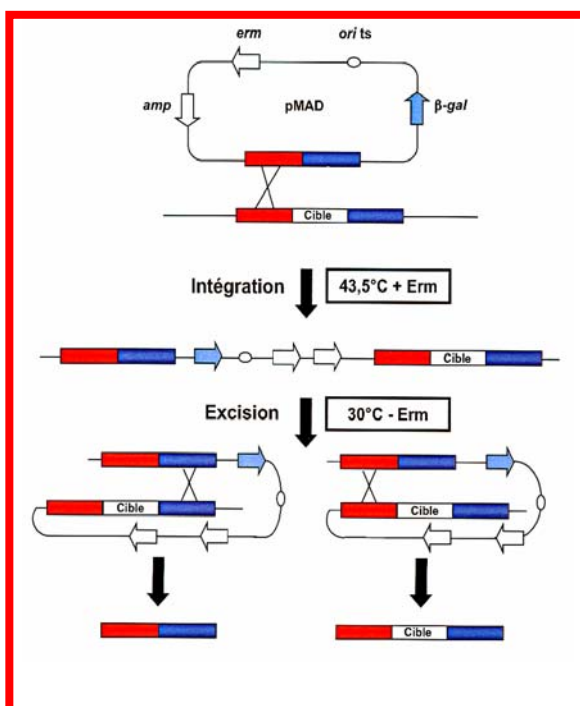 erm
ori ts
amp
pMAD
β-gal
Cible
Intégration
43,5°C + Erm
Cible
Excision
30°C - Erm
Cible
Cible
Cible